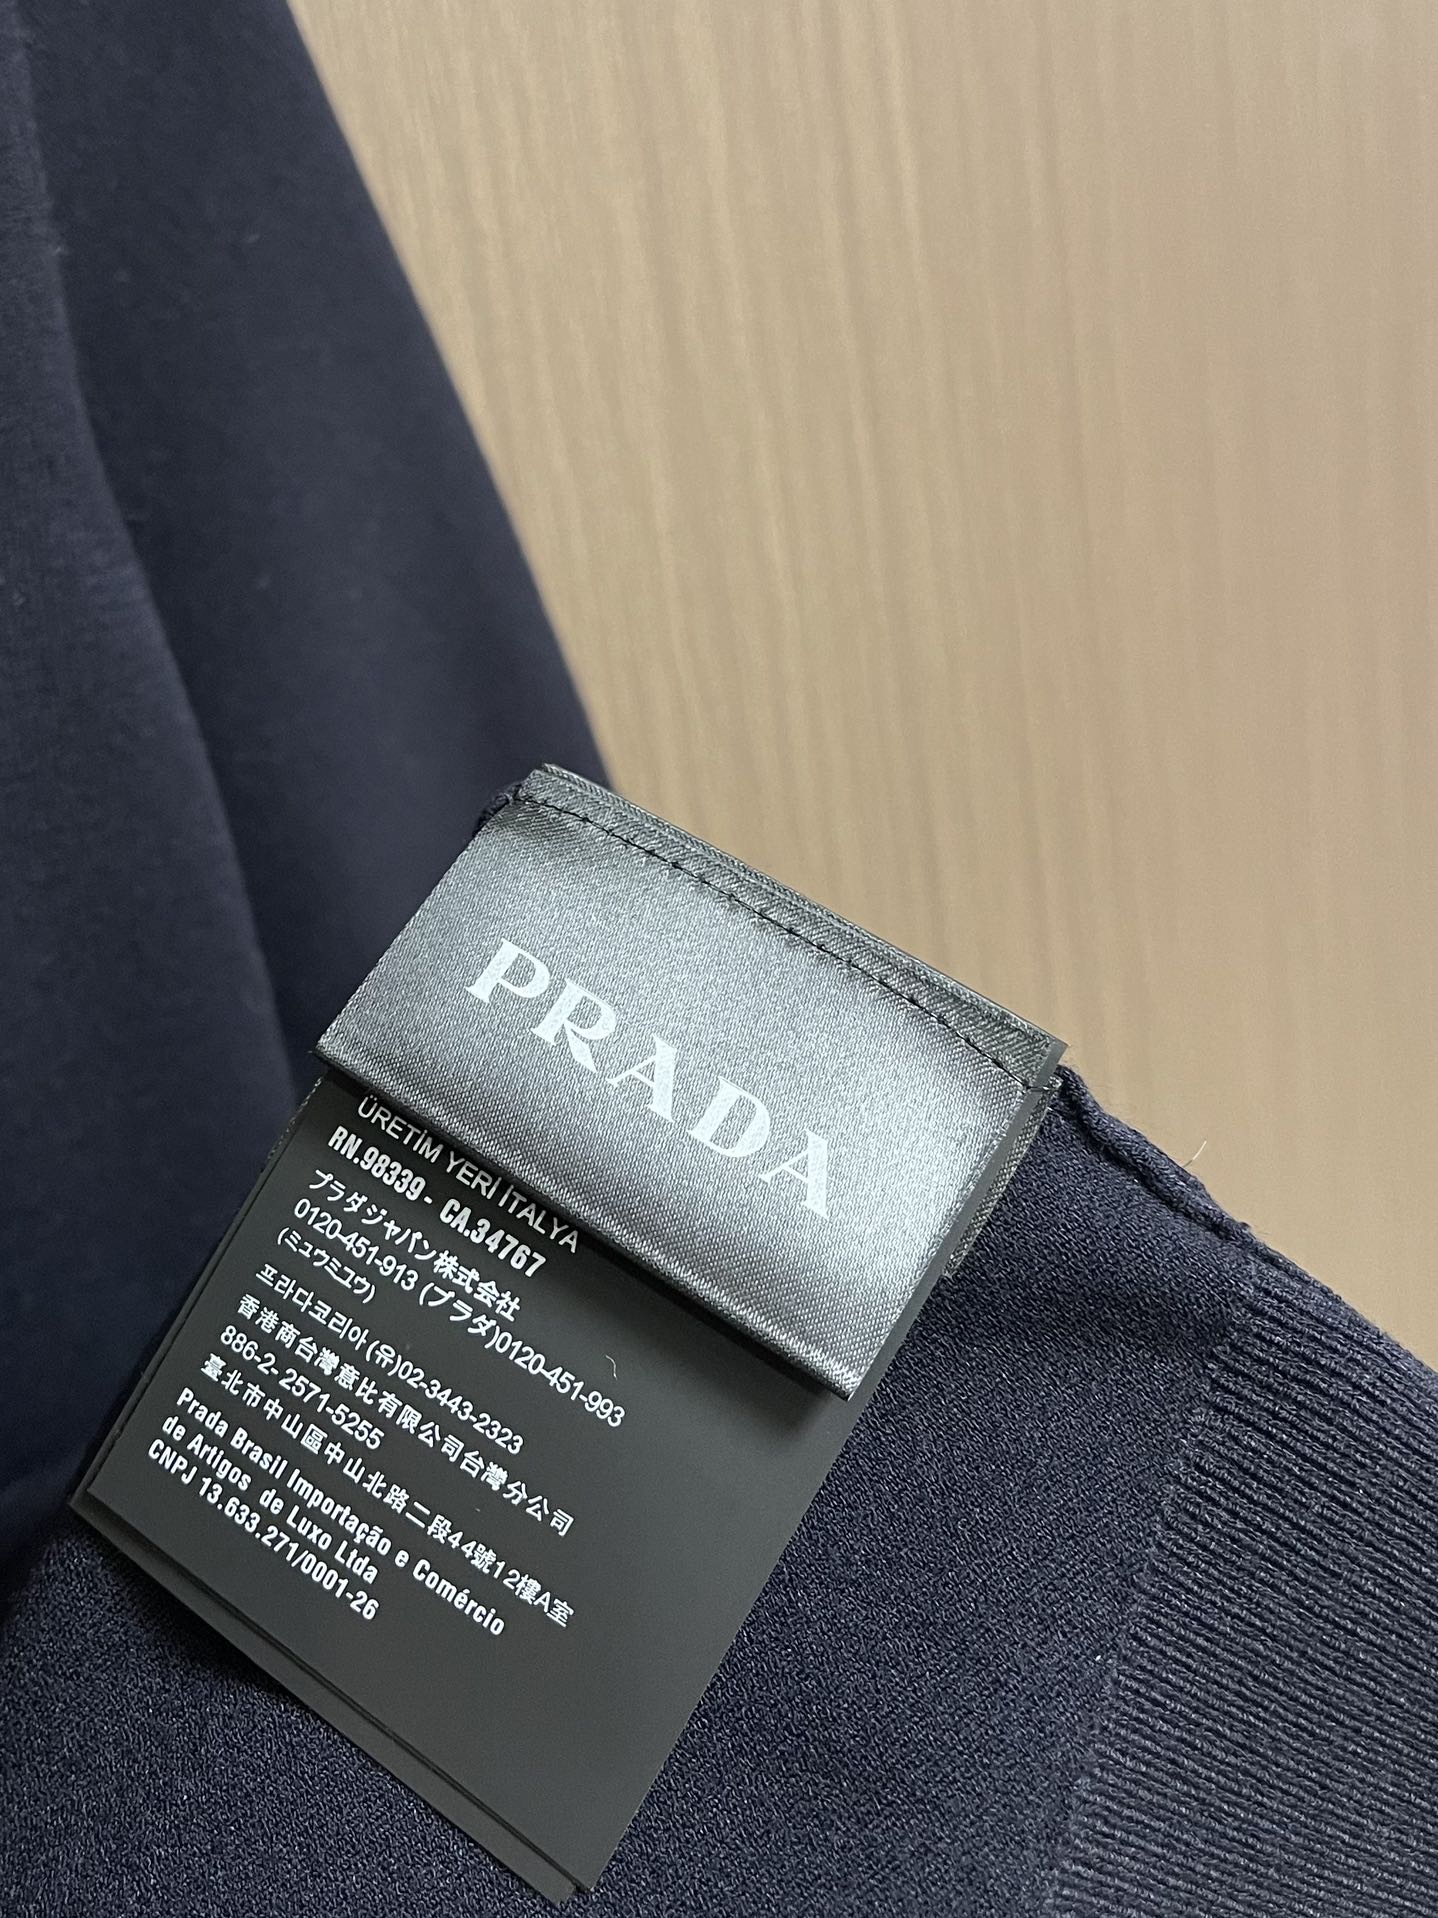 PRADA
ÜRETİM YERİ İTALYA
RN.98339 - CA.34767
プラダジャパン株式会社
0120-451-913 (プラダ)0120-451-993
(ミュウミュウ)
프라다코리아(유)02-3443-2323
香港商台灣意比有限公司台灣分公司
886-2- 2571-5255
臺北市中山區中山北路二段44號12樓A室
Prada Brasil Importação e Comércio
de Artigos de Luxo Ltda
CNPJ 13.633.271/0001-26